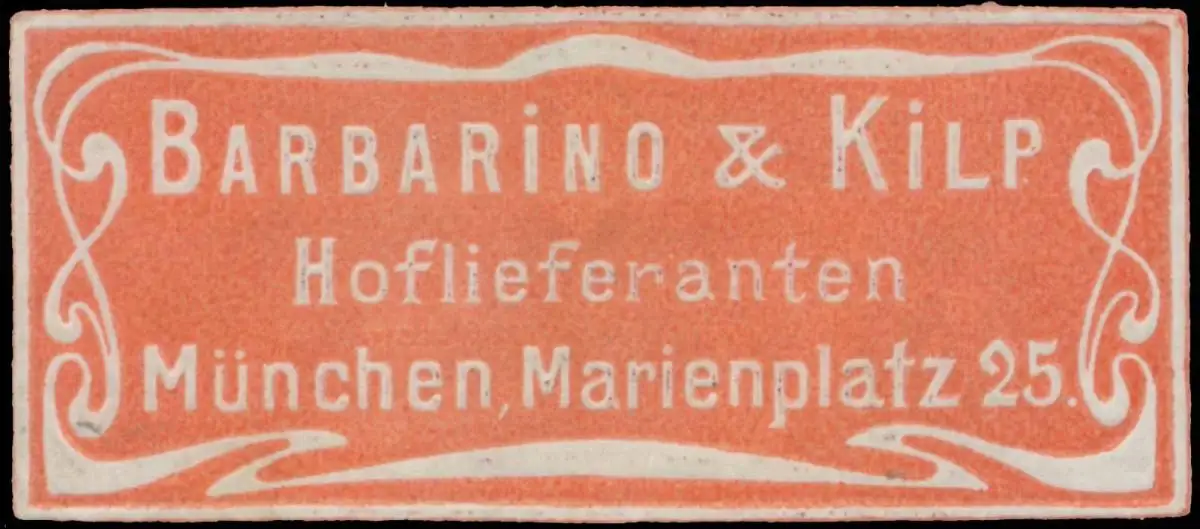 BARBARINO & KILP
Hoflieferanten
München, Marienplatz 25.